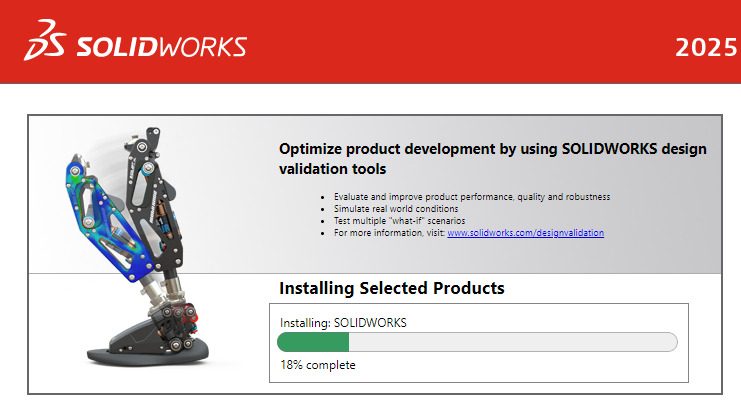 SOLIDWORKS
2025
Optimize product development by using SOLIDWORKS design
validation tools
• Evaluate and improve product performance, quality and robustness
• Simulate real world conditions
• Test multiple "what-if" scenarios
• For more information, visit: www.solidworks.com/designvalidation
Installing Selected Products
Installing: SOLIDWORKS
18% complete